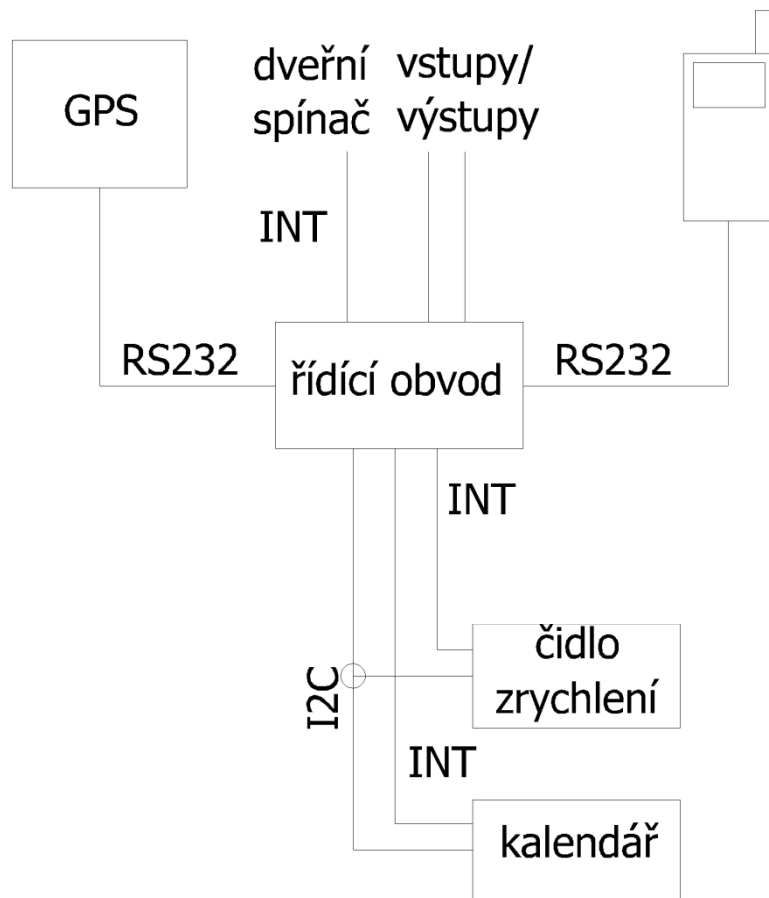 GPS
dveřní
spínač
vstupy/
výstupy
INT
RS232
řídící obvod
RS232
INT
čidlo
zrychlení
I2C
INT
kalendář